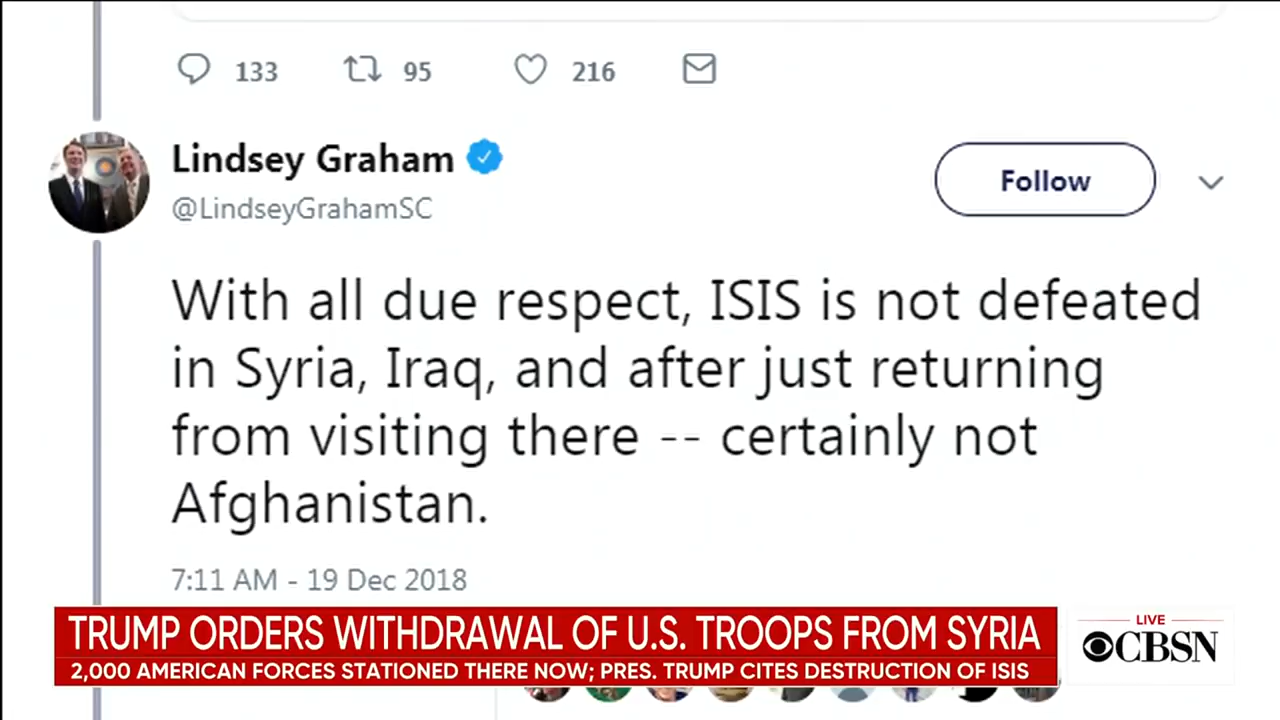 133 95 216
Lindsey Graham
Follow
@LindseyGrahamSC
With all due respect, ISIS is not defeated
in Syria, Iraq, and after just returning
from visiting there -- certainly not
Afghanistan.
7:11 AM - 19 Dec 2018
TRUMP ORDERS WITHDRAWAL OF U.S. TROOPS FROM SYRIA
2,000 AMERICAN FORCES STATIONED THERE NOW; PRES. TRUMP CITES DESTRUCTION OF ISIS
LIVE
CBSN